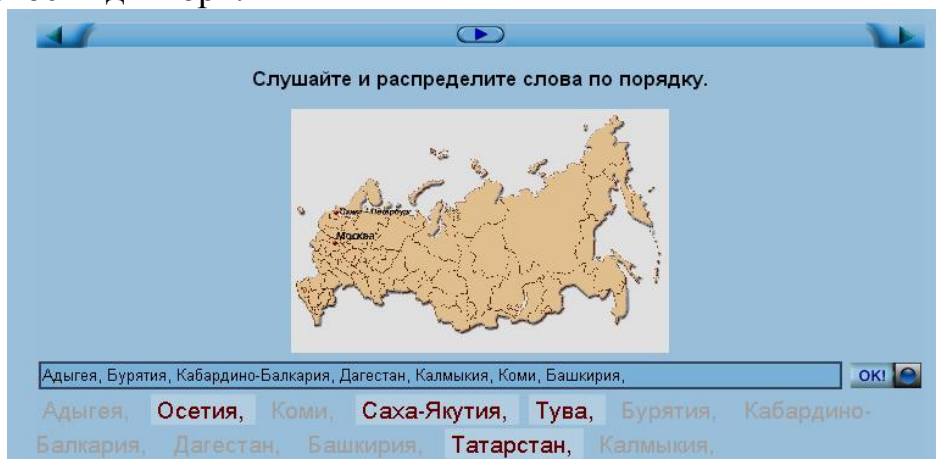 Слушайте и распределите слова по порядку.
Санкт-Петербург
Москва
Адыгея, Бурятия, Кабардино-Балкария, Дагестан, Калмыкия, Коми, Башкирия,
OK!
Адыгея, Осетия, Коми, Саха-Якутия, Тува, Бурятия, Кабардино-
Балкария, Дагестан, Башкирия, Татарстан, Калмыкия,